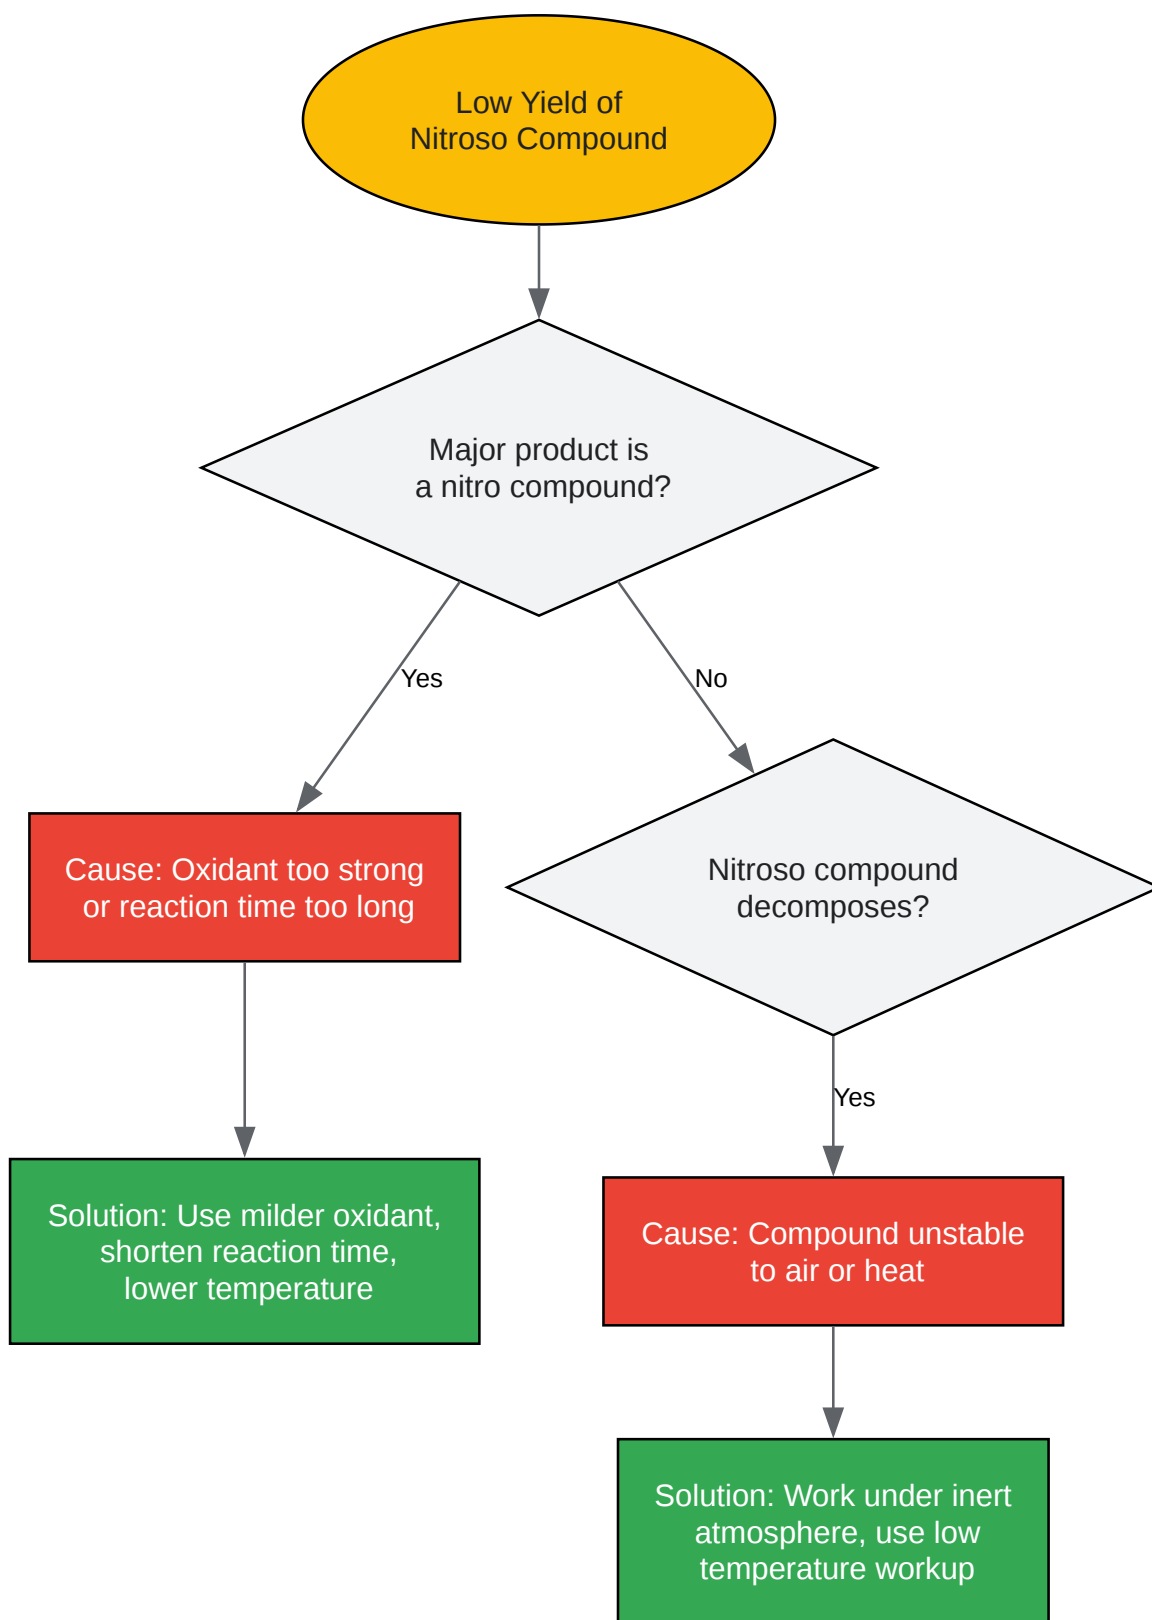 Low Yield of
Nitroso Compound
Major product is
a nitro compound?
Yes
No
Cause: Oxidant too strong
or reaction time too long
Nitroso compound
decomposes?
Yes
Solution: Use milder oxidant,
shorten reaction time,
lower temperature
Cause: Compound unstable
to air or heat
Solution: Work under inert
atmosphere, use low
temperature workup